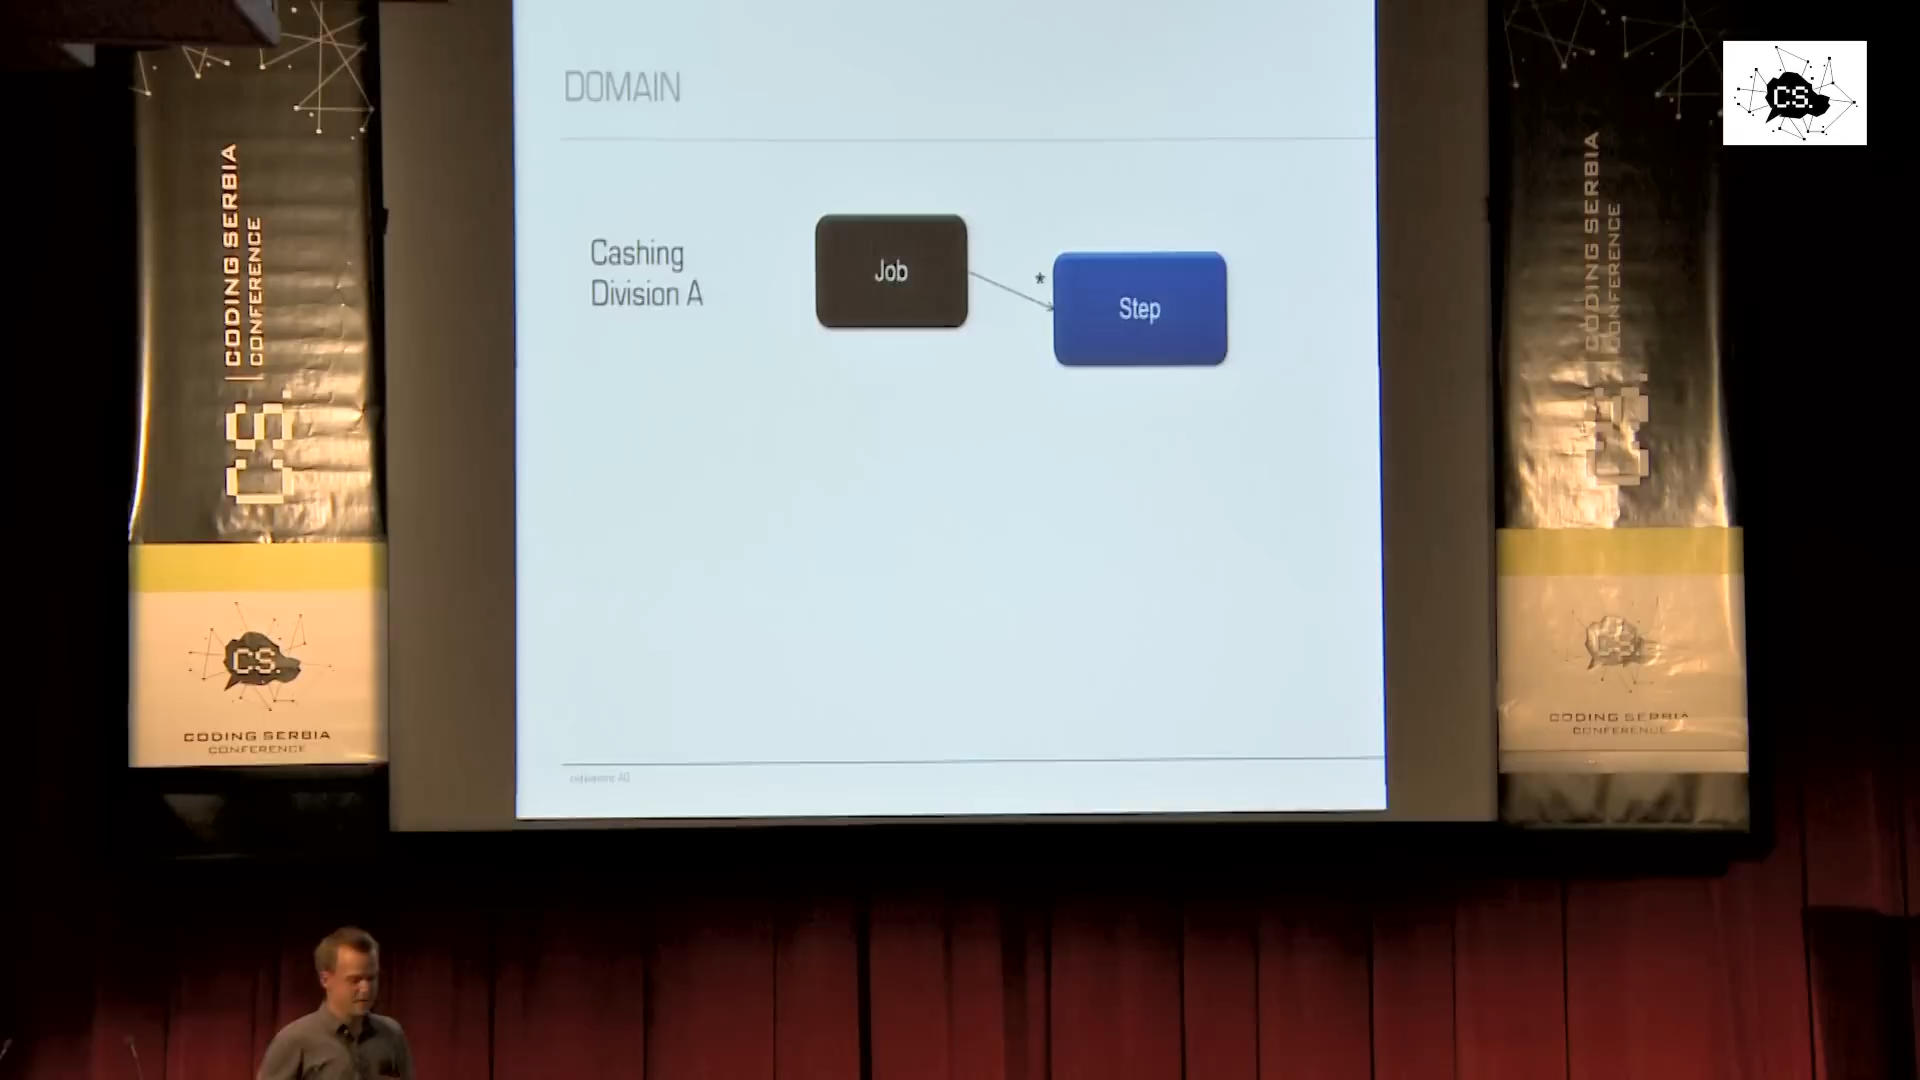 DOMAIN
Cashing
Division A
Job
*
Step
CODING SERBIA
CONFERENCE
CS.
CS.
CODING SERBIA
CONFERENCE
CODING SERBIA
CONFERENCE
CS.
CS.
CODING SERBIA
CONFERENCE
CS.